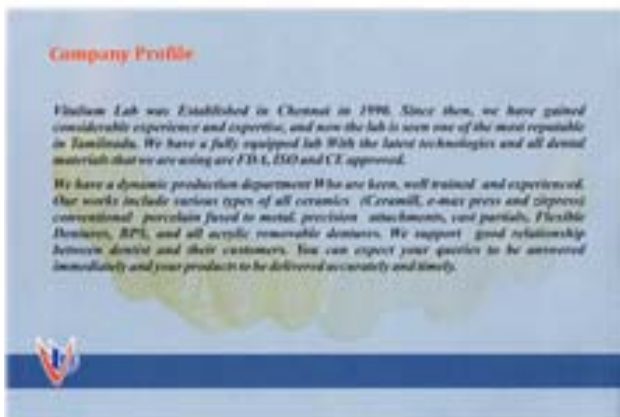 Company Profile
Vitalium Lab was Established in Chennai in 1990. Since then, we have gained
considerable experience and expertise, and now the lab is seen one of the most reputable
in Tamilnadu. We have a fully equipped lab With the latest technologies and all dental
materials that we are using are FDA, ISO and CE approved.
We have a dynamic production department Who are keen, well trained and experienced.
Our works include various types of all ceramics (Ceramill, e-max press and zirpress)
conventional porcelain fused to metal, precision attachments, cast partials, Flexible
Dentures, BPS, and all acrylic removable dentures. We support good relationship
between dentist and their customers. You can expect your queries to be answered
immediately and your products to be delivered accurately and timely.